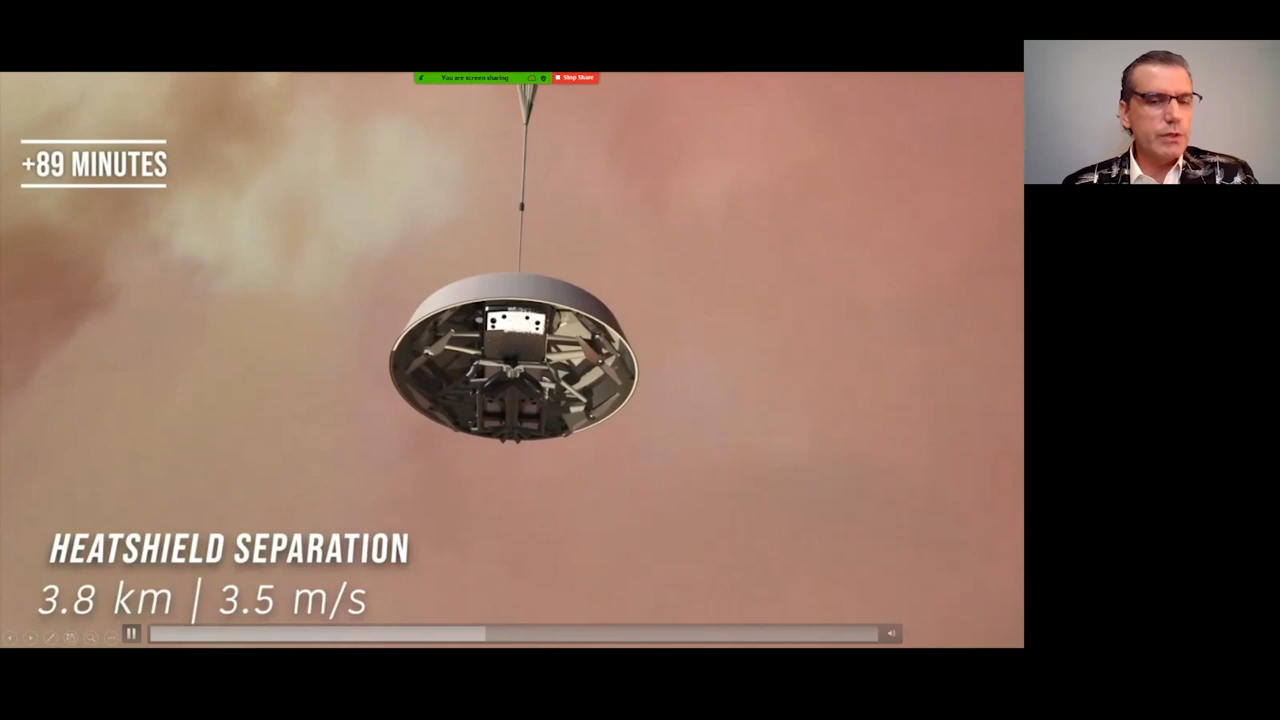 You are screen sharing
Stop Share
+89 MINUTES
HEATSHIELD SEPARATION
3.8 km | 3.5 m/s